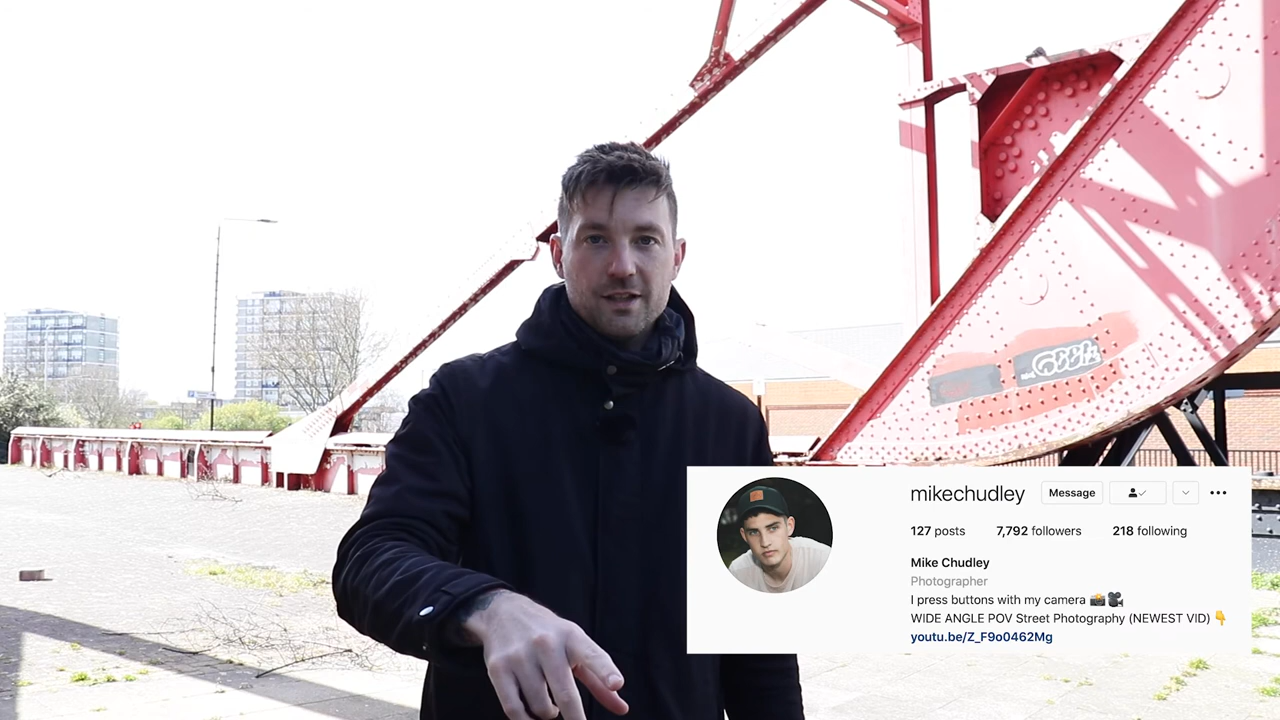 GEEK
mikechudley Message
127 posts 7,792 followers 218 following
Mike Chudley
Photographer
I press buttons with my camera 📸🎥
WIDE ANGLE POV Street Photography (NEWEST VID) 👇
youtu.be/Z_F9o0462Mg